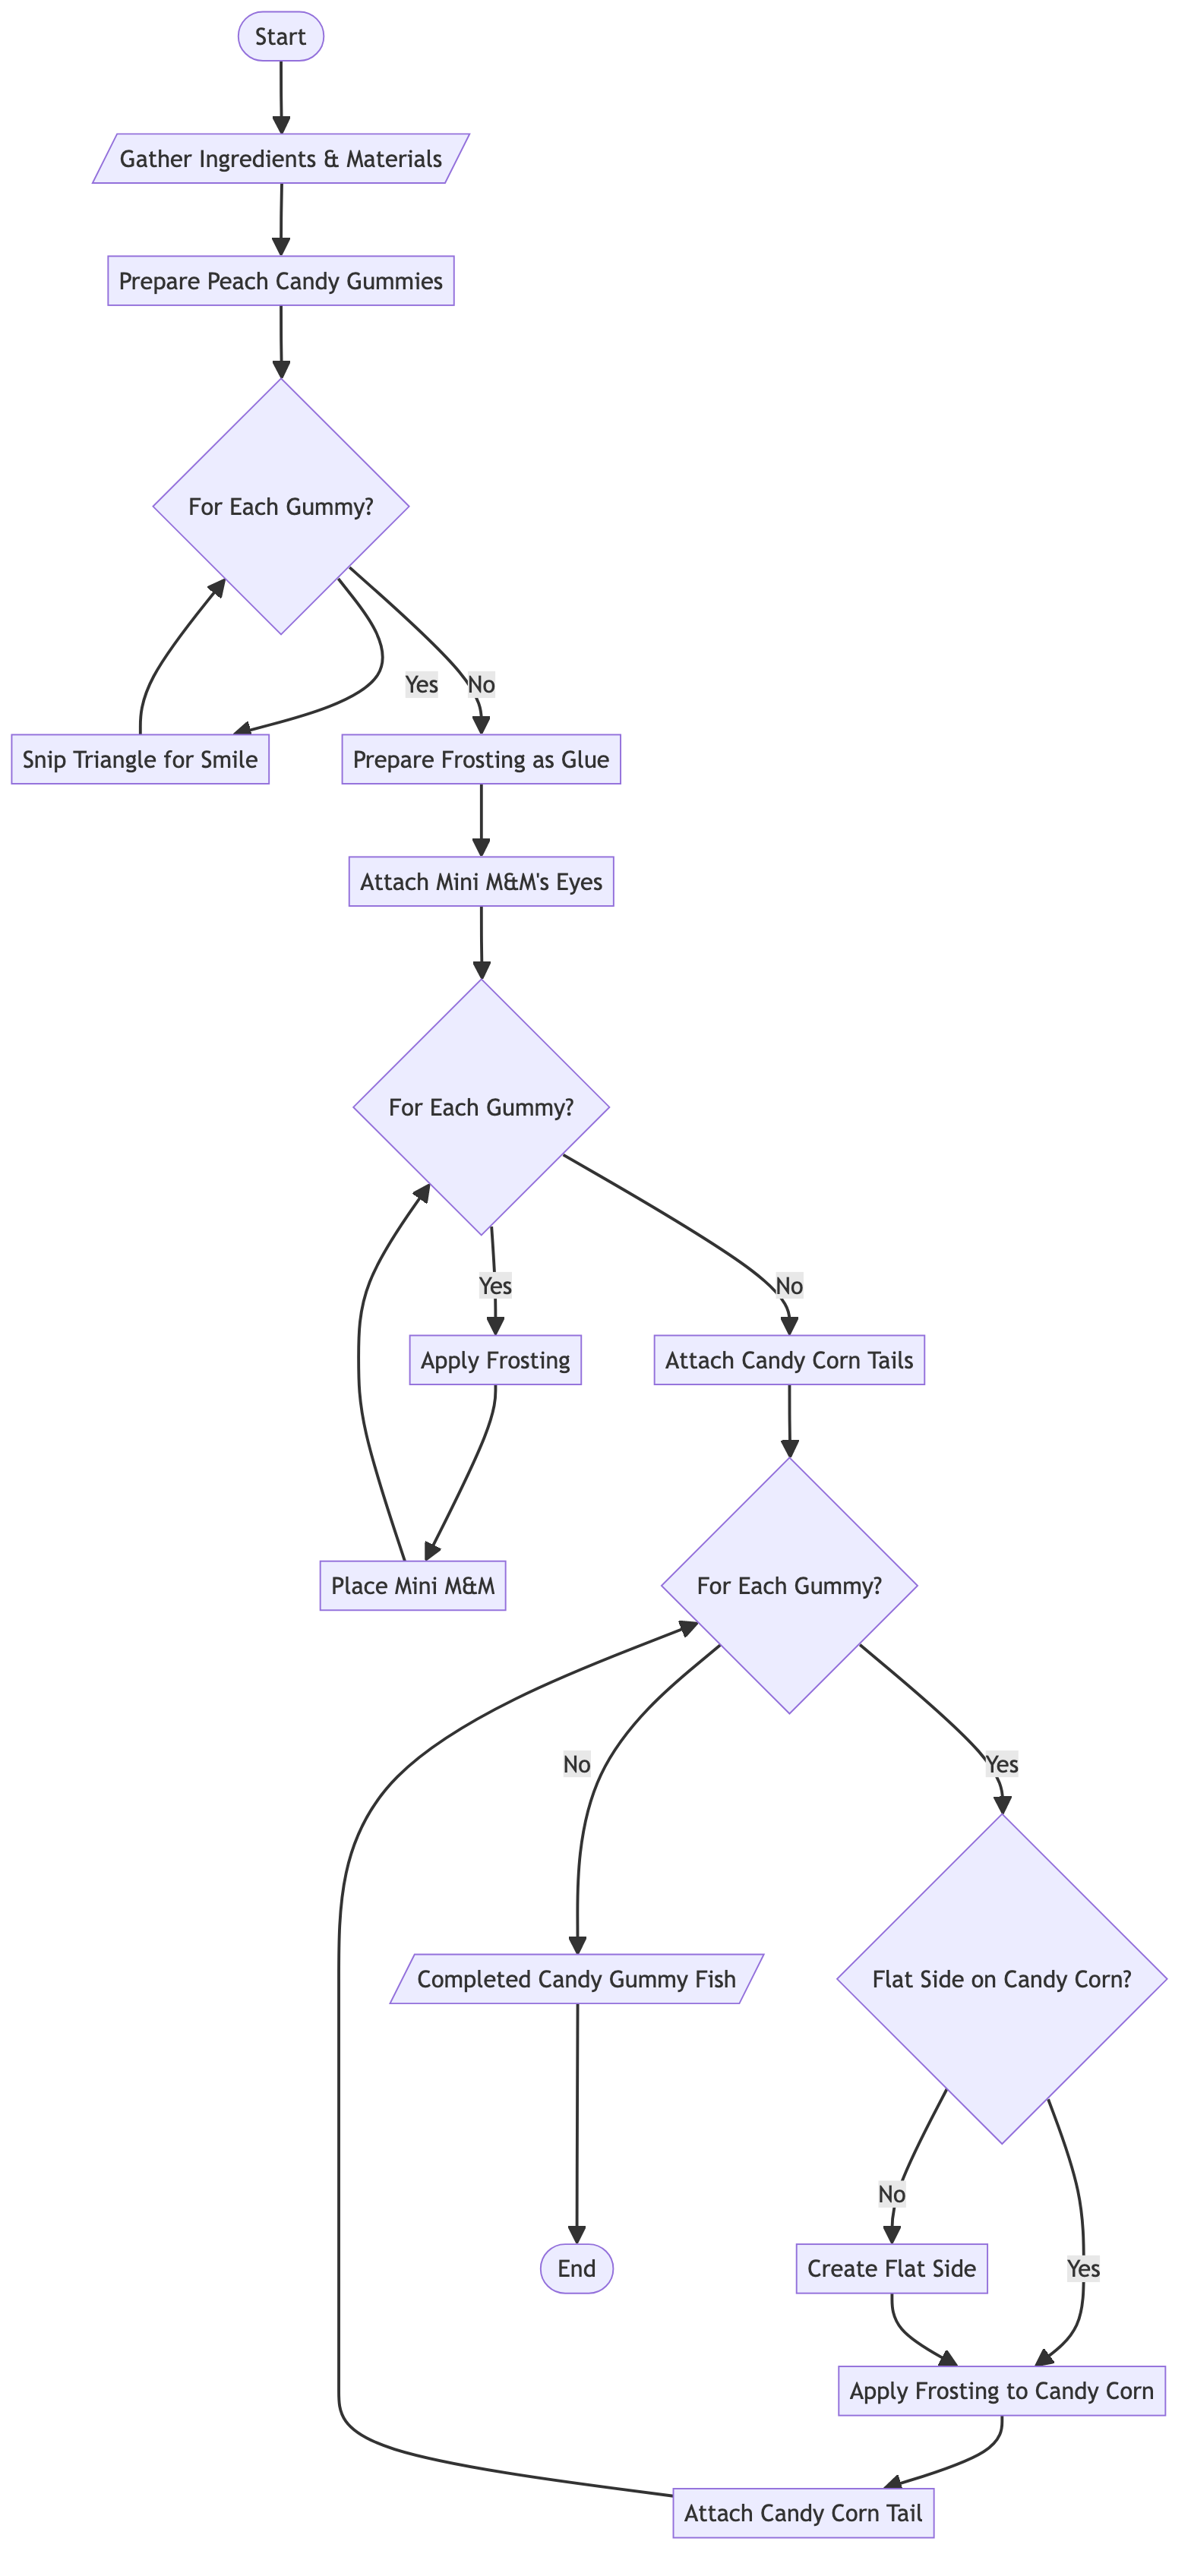 Start
Gather Ingredients & Materials
Prepare Peach Candy Gummies
For Each Gummy?
Yes
No
Snip Triangle for Smile
Prepare Frosting as Glue
Attach Mini M&M's Eyes
For Each Gummy?
Yes
No
Apply Frosting
Attach Candy Corn Tails
Place Mini M&M
For Each Gummy?
No
Yes
Completed Candy Gummy Fish
Flat Side on Candy Corn?
No
End
Create Flat Side
Yes
Apply Frosting to Candy Corn
Attach Candy Corn Tail